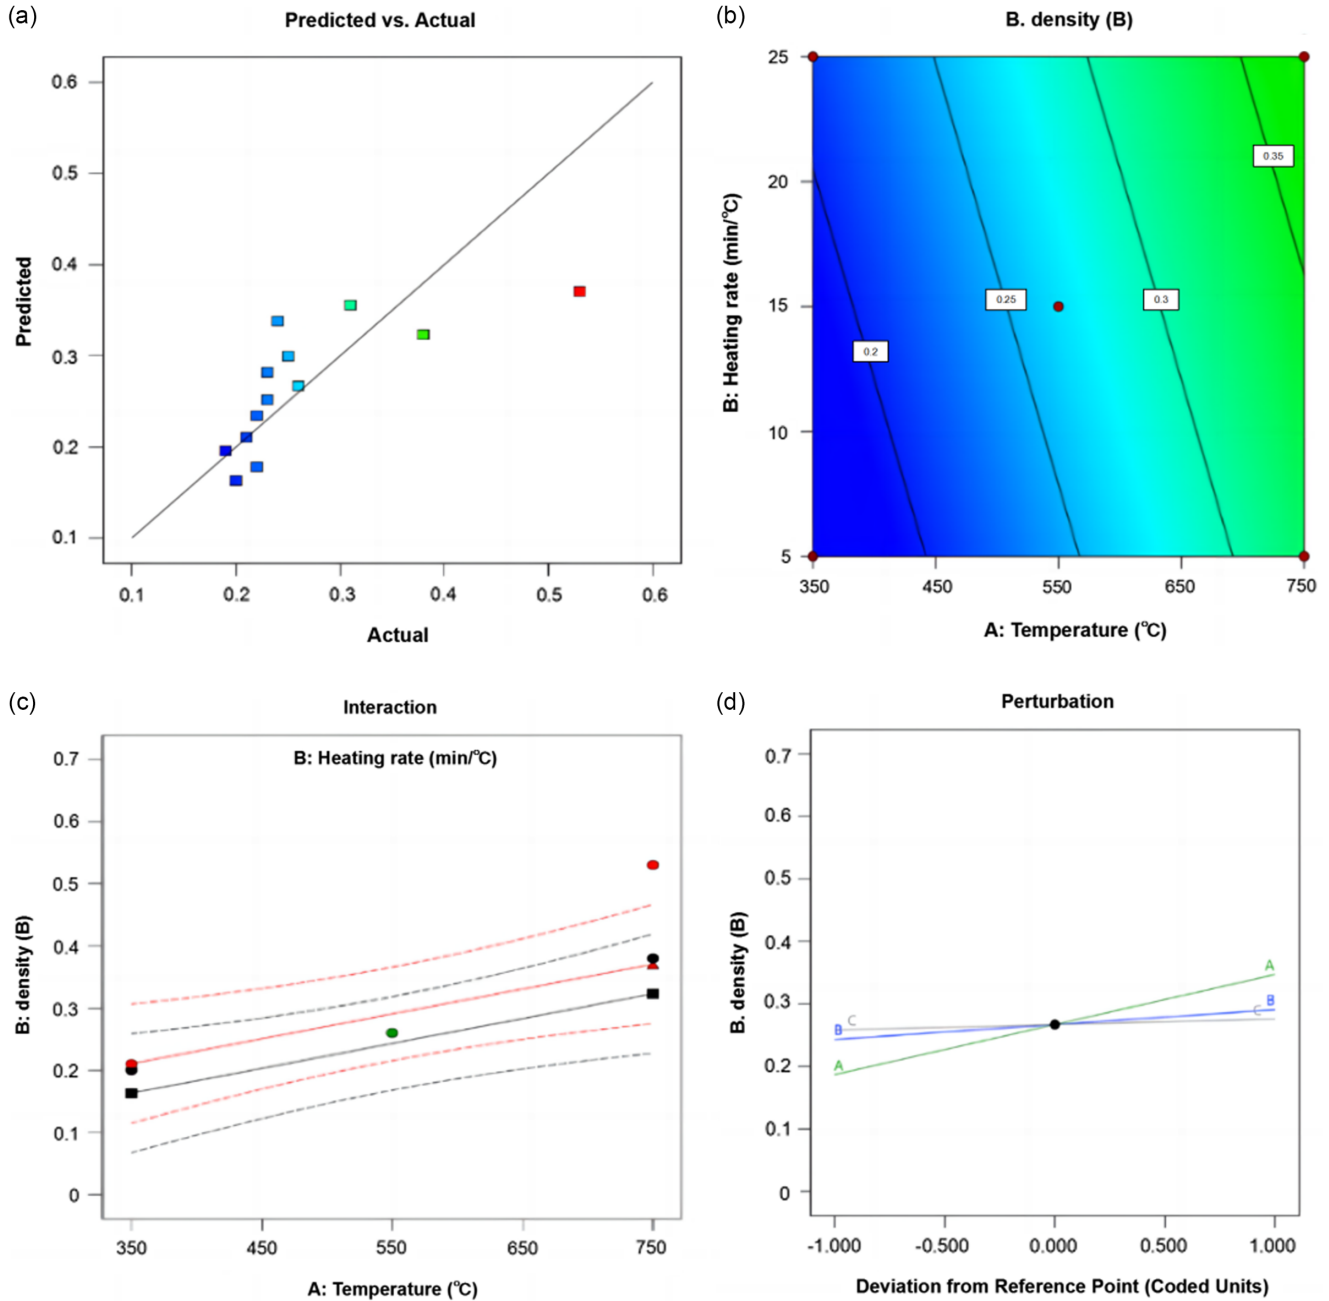 (a)
Predicted vs. Actual
Predicted
0.6
0.5
0.4
0.3
0.2
0.1
0.1 0.2 0.3 0.4 0.5 0.6
Actual
(b)
B. density (B)
B: Heating rate (min/°C)
25
20
15
10
5
0.35
0.3
0.25
0.2
350 450 550 650 750
A: Temperature (°C)
(c)
Interaction
B: Heating rate (min/°C)
B: density (B)
0.7
0.6
0.5
0.4
0.3
0.2
0.1
0
350 450 550 650 750
A: Temperature (°C)
(d)
Perturbation
B. density (B)
0.7
0.6
0.5
0.4
0.3
0.2
0.1
0
A
B
C
C
B
A
-1.000 -0.500 0.000 0.500 1.000
Deviation from Reference Point (Coded Units)